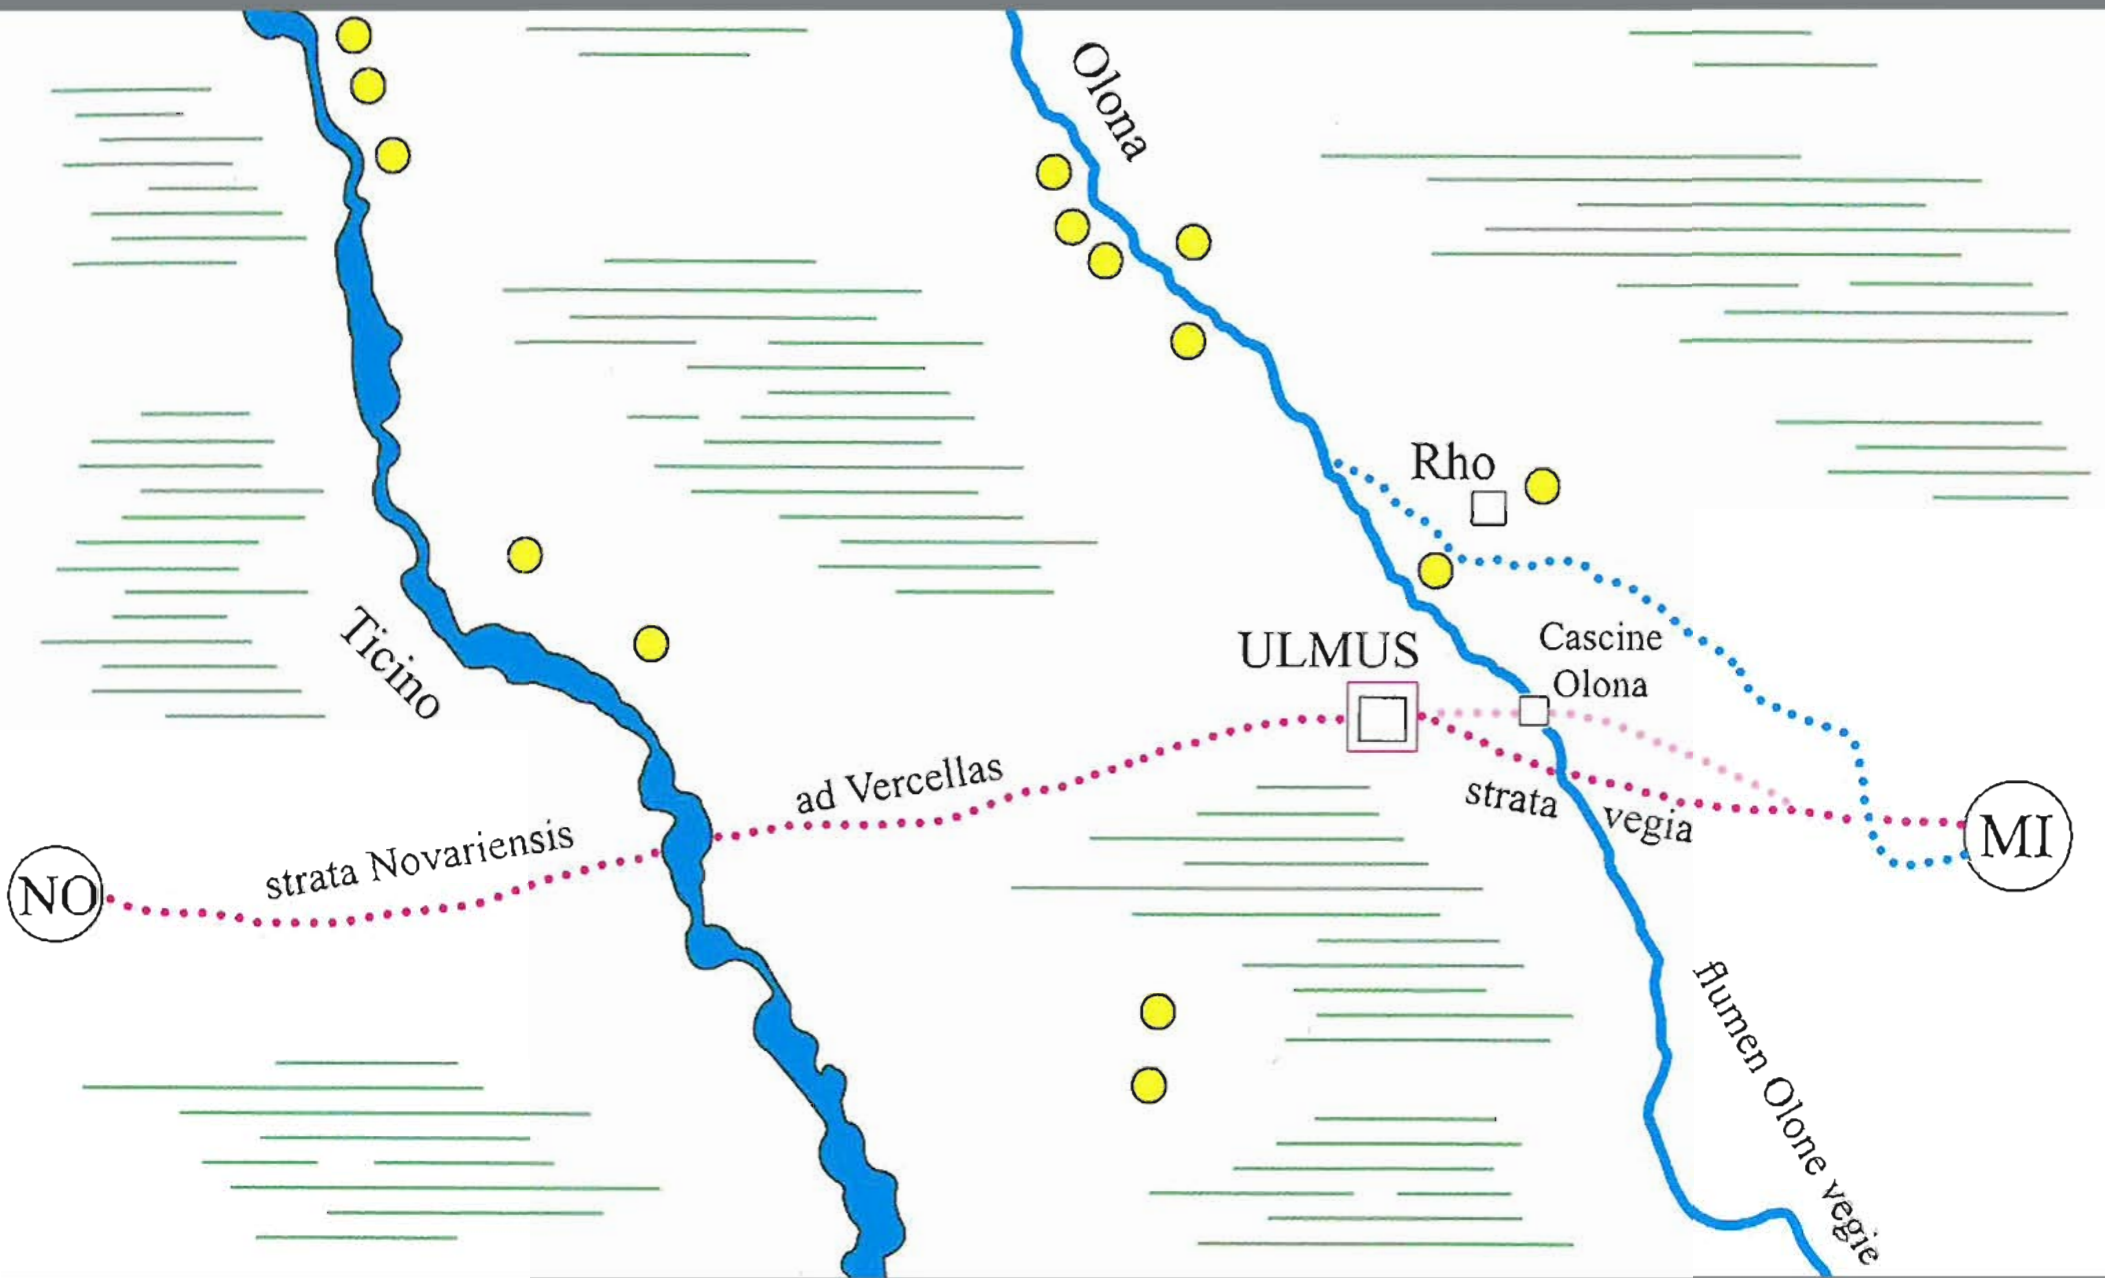 Olona
Rho
Cascine
Olona
ULMUS
Ticino
ad Vercellas
strata
vegia
strata Novariensis
NO
MI
flumen Olone vegie